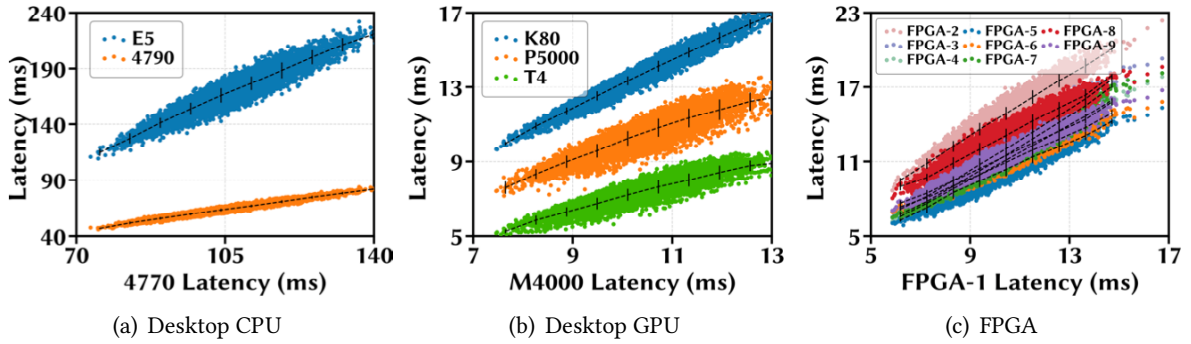 240
190
140
90
40
Latency (ms)
E5
4790
70
105
140
4770 Latency (ms)
(a) Desktop CPU
17
13
9
5
Latency (ms)
K80
P5000
T4
7
9
11
13
M4000 Latency (ms)
(b) Desktop GPU
23
17
11
5
Latency (ms)
FPGA-2
FPGA-5
FPGA-8
FPGA-3
FPGA-6
FPGA-9
FPGA-4
FPGA-7
5
9
13
17
FPGA-1 Latency (ms)
(c) FPGA